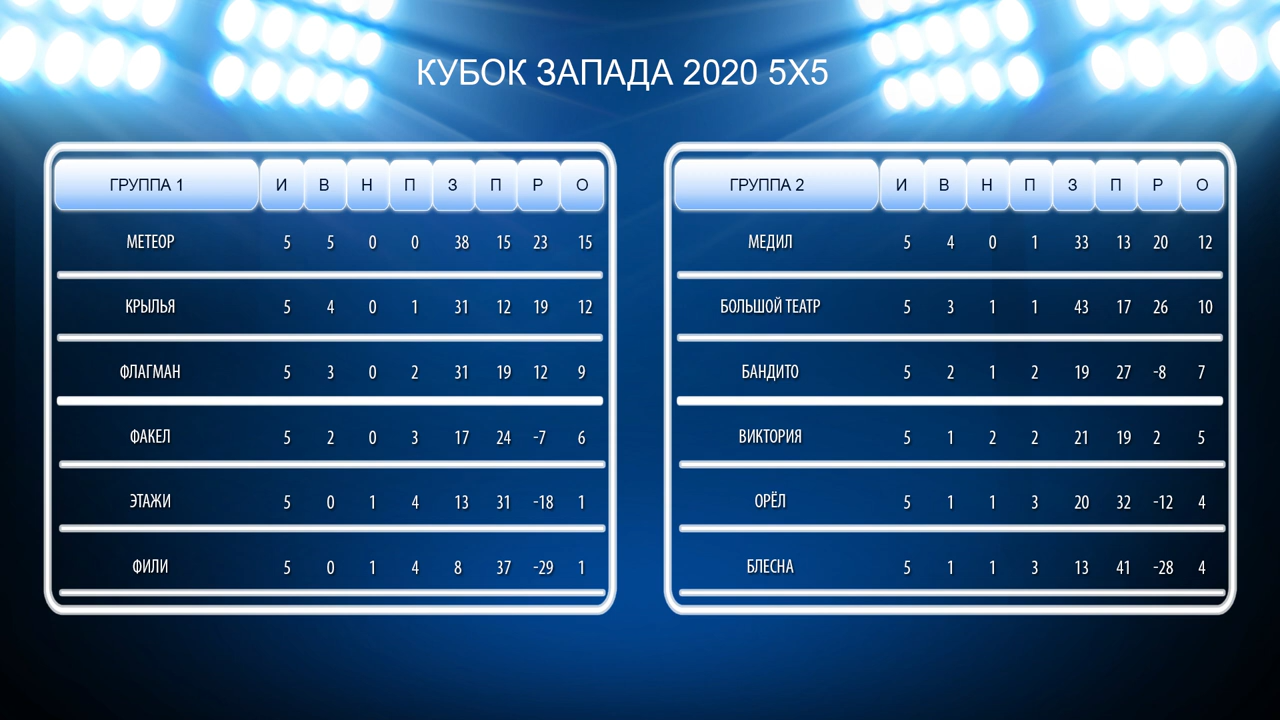 КУБОК ЗАПАДА 2020 5X5
ГРУППА 1 И В Н П З П Р О
МЕТЕОР 5 5 0 0 38 15 23 15
КРЫЛЬЯ 5 4 0 1 31 12 19 12
ФЛАГМАН 5 3 0 2 31 19 12 9
ФАКЕЛ 5 2 0 3 17 24 -7 6
ЭТАЖИ 5 0 1 4 13 31 -18 1
ФИЛИ 5 0 1 4 8 37 -29 1
ГРУППА 2 И В Н П З П Р О
МЕДИЛ 5 4 0 1 33 13 20 12
БОЛЬШОЙ ТЕАТР 5 3 1 1 43 17 26 10
БАНДИТО 5 2 1 2 19 27 -8 7
ВИКТОРИЯ 5 1 2 2 21 19 2 5
ОРЁЛ 5 1 1 3 20 32 -12 4
БЛЕСНА 5 1 1 3 13 41 -28 4